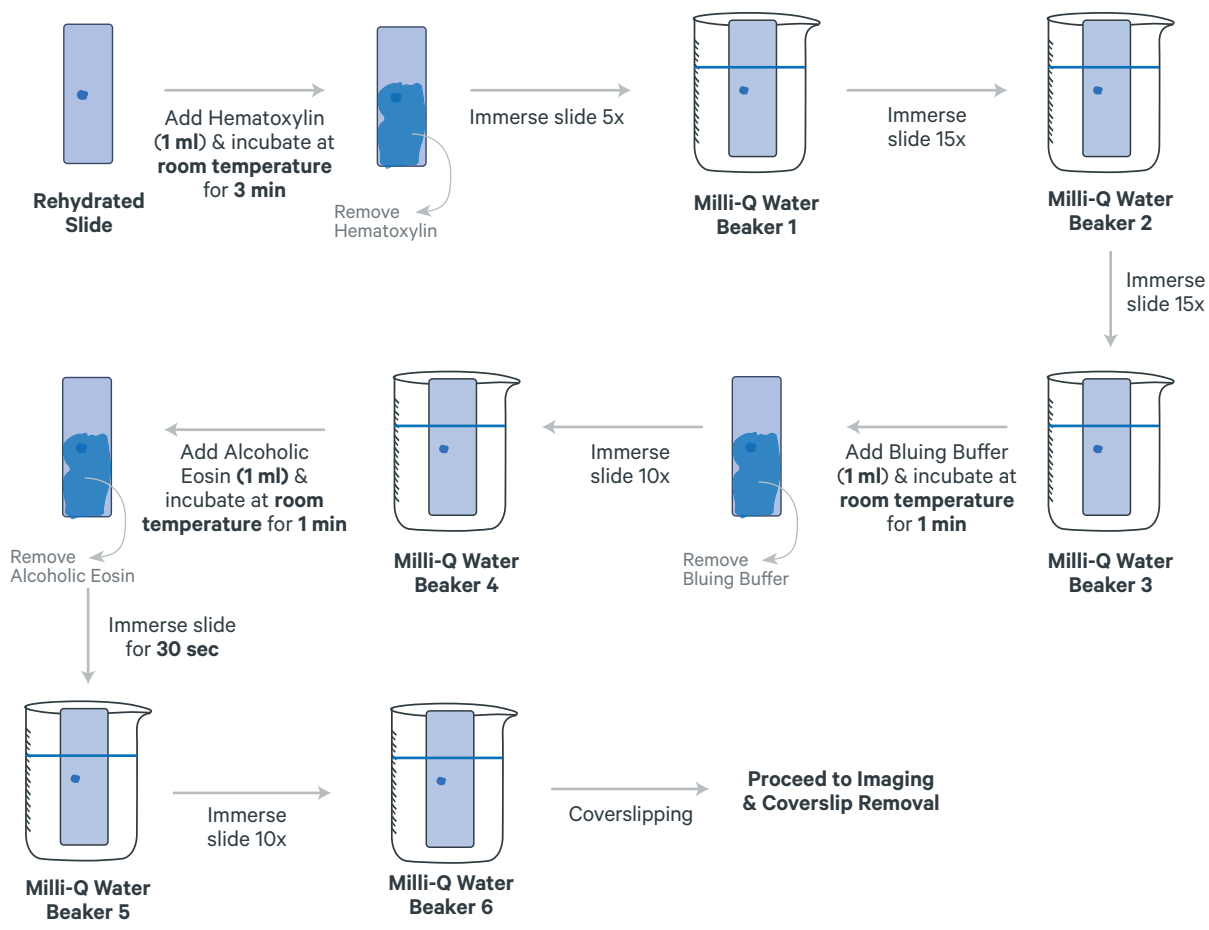 Rehydrated
Slide
Add Hematoxylin
(1 ml) & incubate at
room temperature
for 3 min
Remove
Hematoxylin
Immerse slide 5x
Milli-Q Water
Beaker 1
Immerse
slide 15x
Milli-Q Water
Beaker 2
Immerse
slide 15x
Milli-Q Water
Beaker 3
Add Bluing Buffer
(1 ml) & incubate at
room temperature
for 1 min
Remove
Bluing Buffer
Immerse
slide 10x
Milli-Q Water
Beaker 4
Add Alcoholic
Eosin (1 ml) &
incubate at room
temperature for 1 min
Remove
Alcoholic Eosin
Immerse slide
for 30 sec
Milli-Q Water
Beaker 5
Immerse
slide 10x
Milli-Q Water
Beaker 6
Coverslipping
Proceed to Imaging
& Coverslip Removal